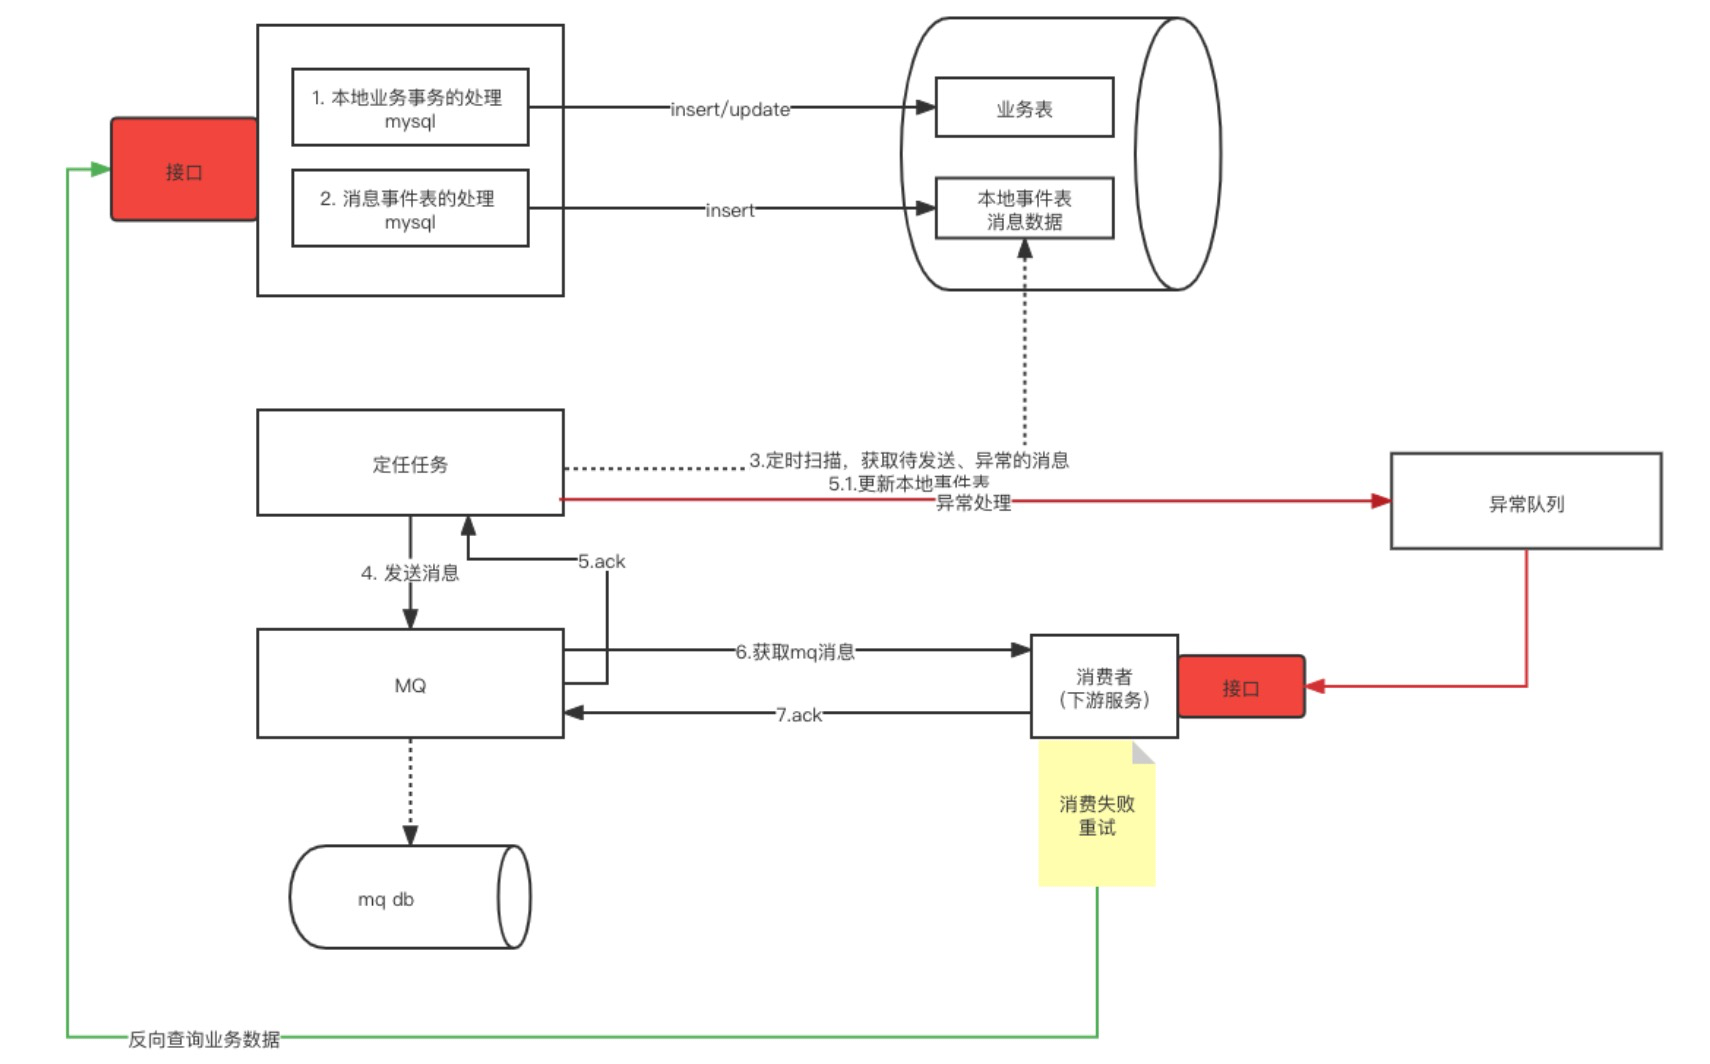 1. 本地业务事务的处理
mysql
insert/update
业务表
接口
2. 消息事件表的处理
mysql
insert
本地事件表
消息数据
定任任务
3.定时扫描，获取待发送、异常的消息
5.1.更新本地事件表
异常处理
异常队列
5.ack
4. 发送消息
MQ
6.获取mq消息
消费者
（下游服务）
接口
7.ack
消费失败
重试
mq db
反向查询业务数据